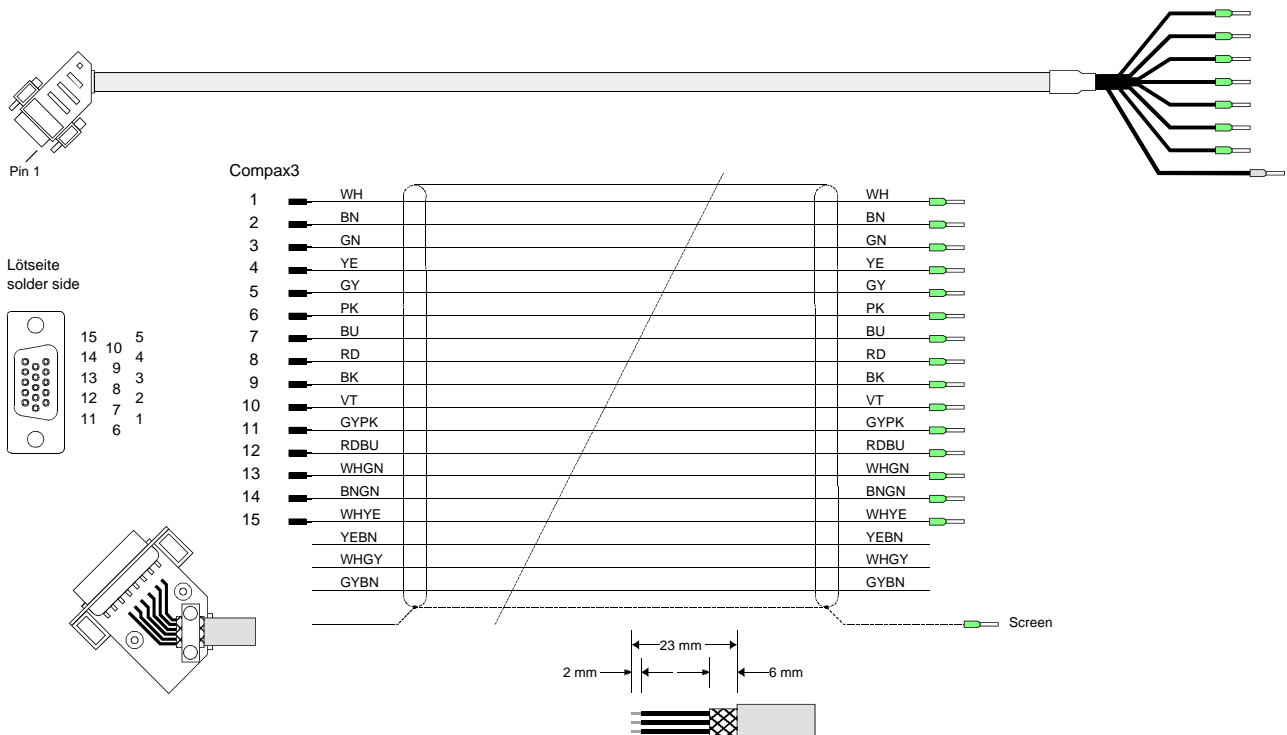 Pin 1
Compax3
1 WH WH
2 BN BN
3 GN GN
4 YE YE
5 GY GY
6 PK PK
7 BU BU
8 RD RD
9 BK BK
10 VT VT
11 GYPK GYPK
12 RDBU RDBU
13 WHGN WHGN
14 BNGN BNGN
15 WHYE WHYE
YEBN YEBN
WHGY WHGY
GYBN GYBN
Screen
Lötseite
solder side
15 5
10
14 4
9
13 3
8
12 2
7
11 1
6
23 mm
2 mm 6 mm